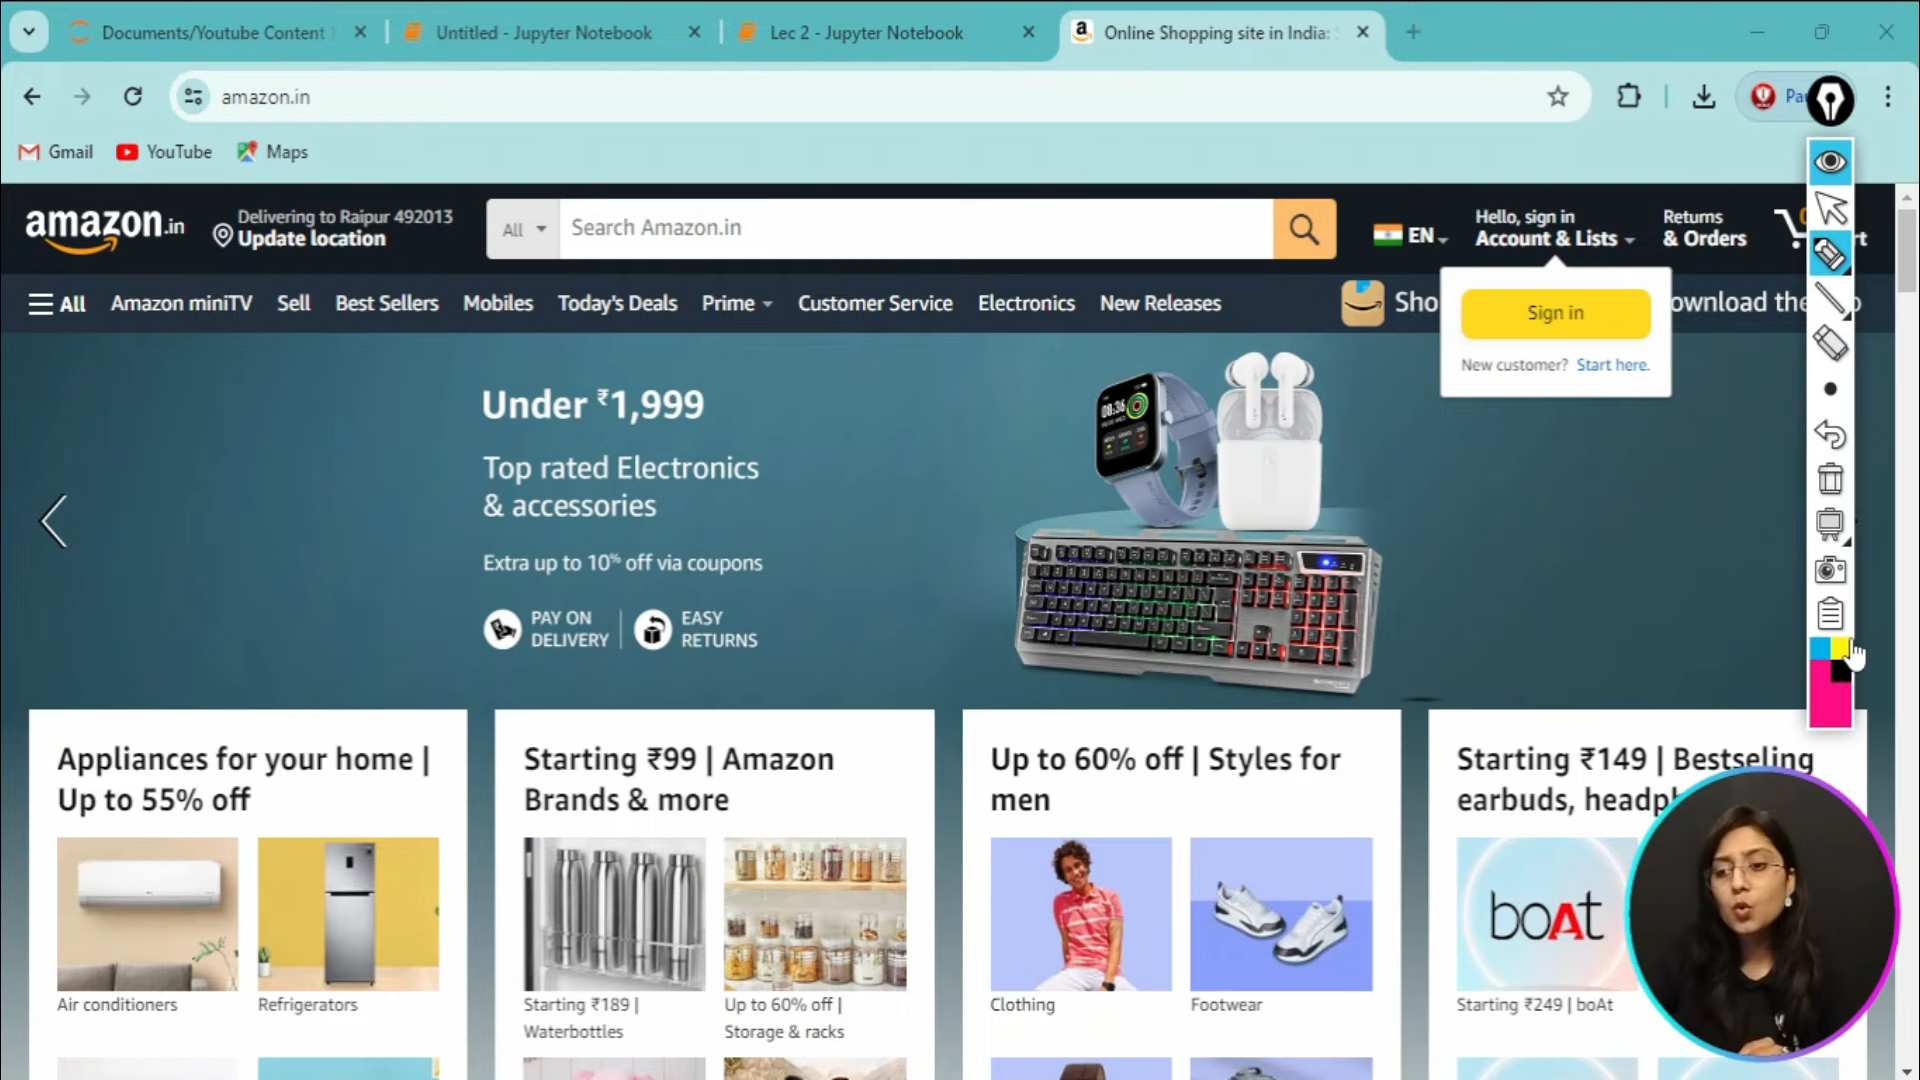 Documents/Youtube Content
Untitled - Jupyter Notebook
Lec 2 - Jupyter Notebook
Online Shopping site in India:
amazon.in
Gmail
YouTube
Maps
amazon.in
Delivering to Raipur 492013
Update location
All
Search Amazon.in
EN
Hello, sign in
Account & Lists
Returns
& Orders
All
Amazon miniTV
Sell
Best Sellers
Mobiles
Today's Deals
Prime
Customer Service
Electronics
New Releases
Sign in
New customer? Start here.
Under ₹1,999
Top rated Electronics
& accessories
Extra up to 10% off via coupons
PAY ON
DELIVERY
EASY
RETURNS
08:36
Appliances for your home |
Up to 55% off
Air conditioners
Refrigerators
Starting ₹99 | Amazon
Brands & more
Starting ₹189 |
Waterbottles
Up to 60% off |
Storage & racks
Up to 60% off | Styles for
men
Clothing
Footwear
Starting ₹149 | Bestseling
earbuds,
boAt
Starting ₹249 | boAt